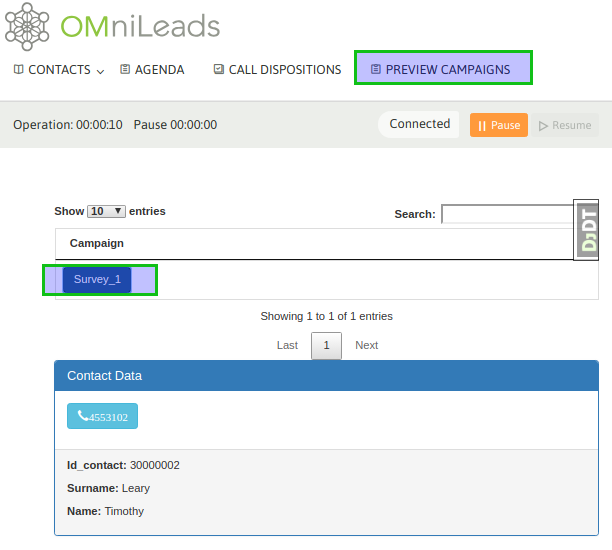 OMniLeads
CONTACTS AGENDA CALL DISPOSITIONS PREVIEW CAMPAIGNS
Operation: 00:00:10 Pause 00:00:00 Connected Pause Resume
Show 10 entries Search:
DJDT
Campaign
Survey_1
Showing 1 to 1 of 1 entries
Last 1 Next
Contact Data
4553102
Id_contact: 30000002
Surname: Leary
Name: Timothy